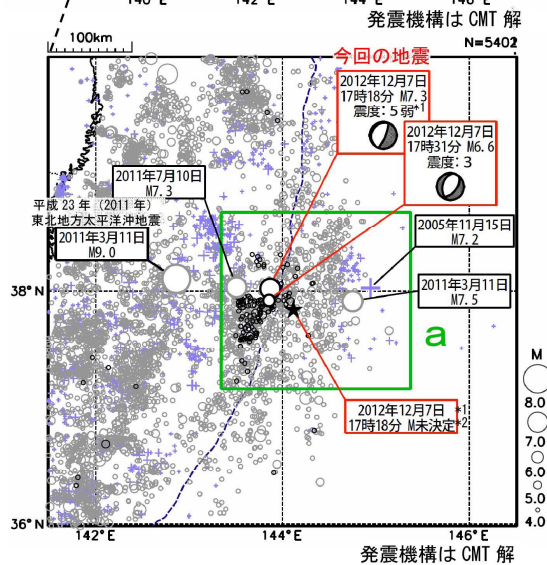 142°E
144°E
146°E
発震機構は CMT 解
100km
N=5402
今回の地震
2012年12月7日
17時18分 M7.3
震度:5弱*1
2012年12月7日
17時31分 M6.6
震度:3
2011年7月10日
M7.3
平成23年(2011年)
東北地方太平洋沖地震
2011年3月11日
M9.0
2005年11月15日
M7.2
2011年3月11日
M7.5
38°N
a
2012年12月7日 *1
17時18分 M未決定*2
M
8.0
7.0
6.0
5.0
4.0
36°N
142°E
144°E
146°E
発震機構は CMT 解